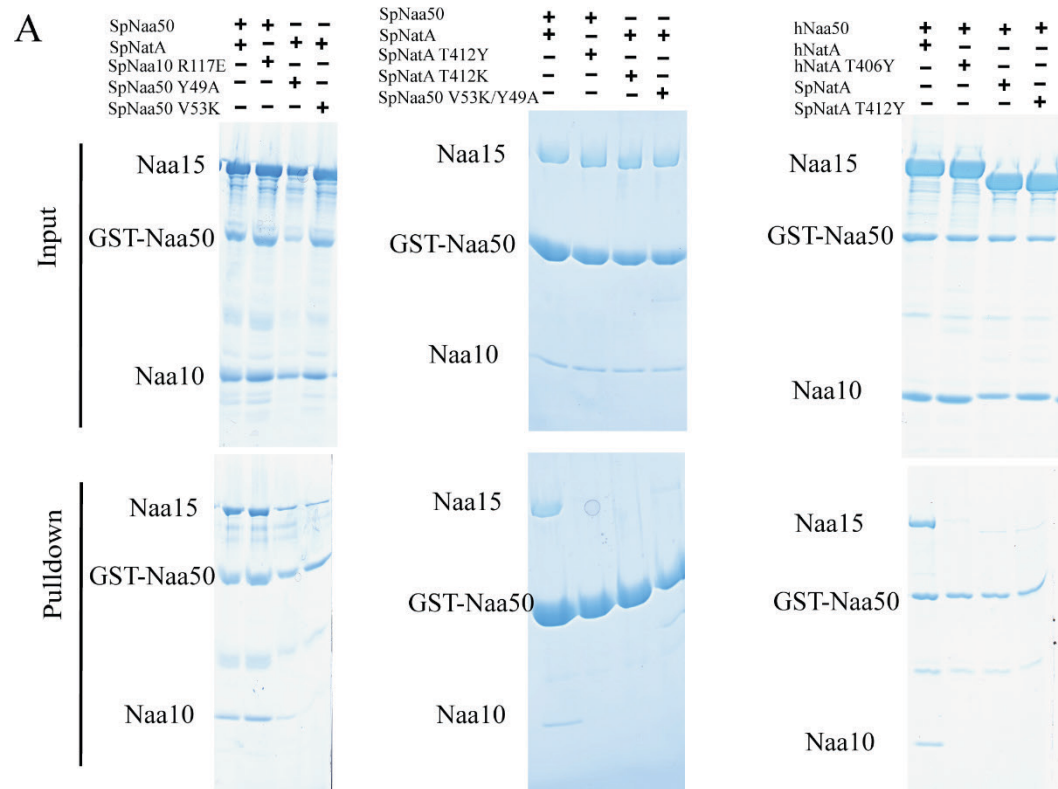 A
SpNaa50 + + - -
SpNatA + - + +
SpNaa10 R117E - + - -
SpNaa50 Y49A - - + -
SpNaa50 V53K - - - +
SpNaa50 + + - -
SpNatA + - + +
SpNatA T412Y - + - -
SpNatA T412K - - + -
SpNaa50 V53K/Y49A - - - +
hNaa50 + + + +
hNatA + - - -
hNatA T406Y - + - -
SpNatA - - + -
SpNatA T412Y - - - +
Input
Naa15
GST-Naa50
Naa10
Naa15
GST-Naa50
Naa10
Naa15
GST-Naa50
Naa10
Pulldown
Naa15
GST-Naa50
Naa10
Naa15
GST-Naa50
Naa10
Naa15
GST-Naa50
Naa10